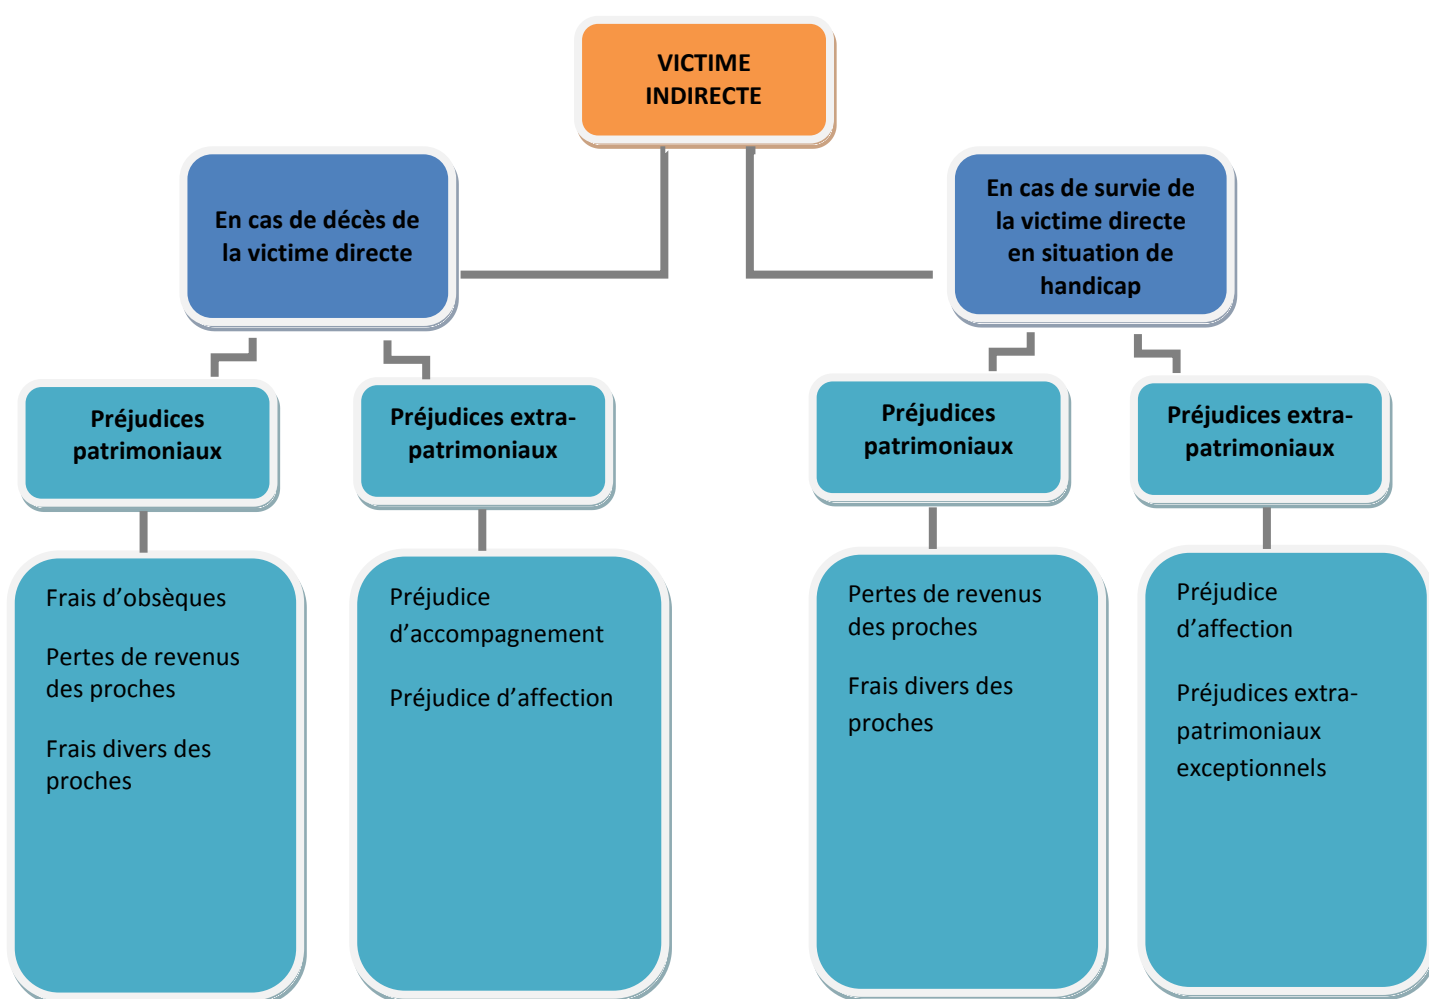 VICTIME
INDIRECTE
En cas de décès de
la victime directe
En cas de survie de
la victime directe
en situation de
handicap
Préjudices
patrimoniaux
Préjudices extra-
patrimoniaux
Préjudices
patrimoniaux
Préjudices extra-
patrimoniaux
Frais d’obsèques
Pertes de revenus
des proches
Frais divers des
proches
Préjudice
d’accompagnement
Préjudice d’affection
Pertes de revenus
des proches
Frais divers des
proches
Préjudice
d’affection
Préjudices extra-
patrimoniaux
exceptionnels